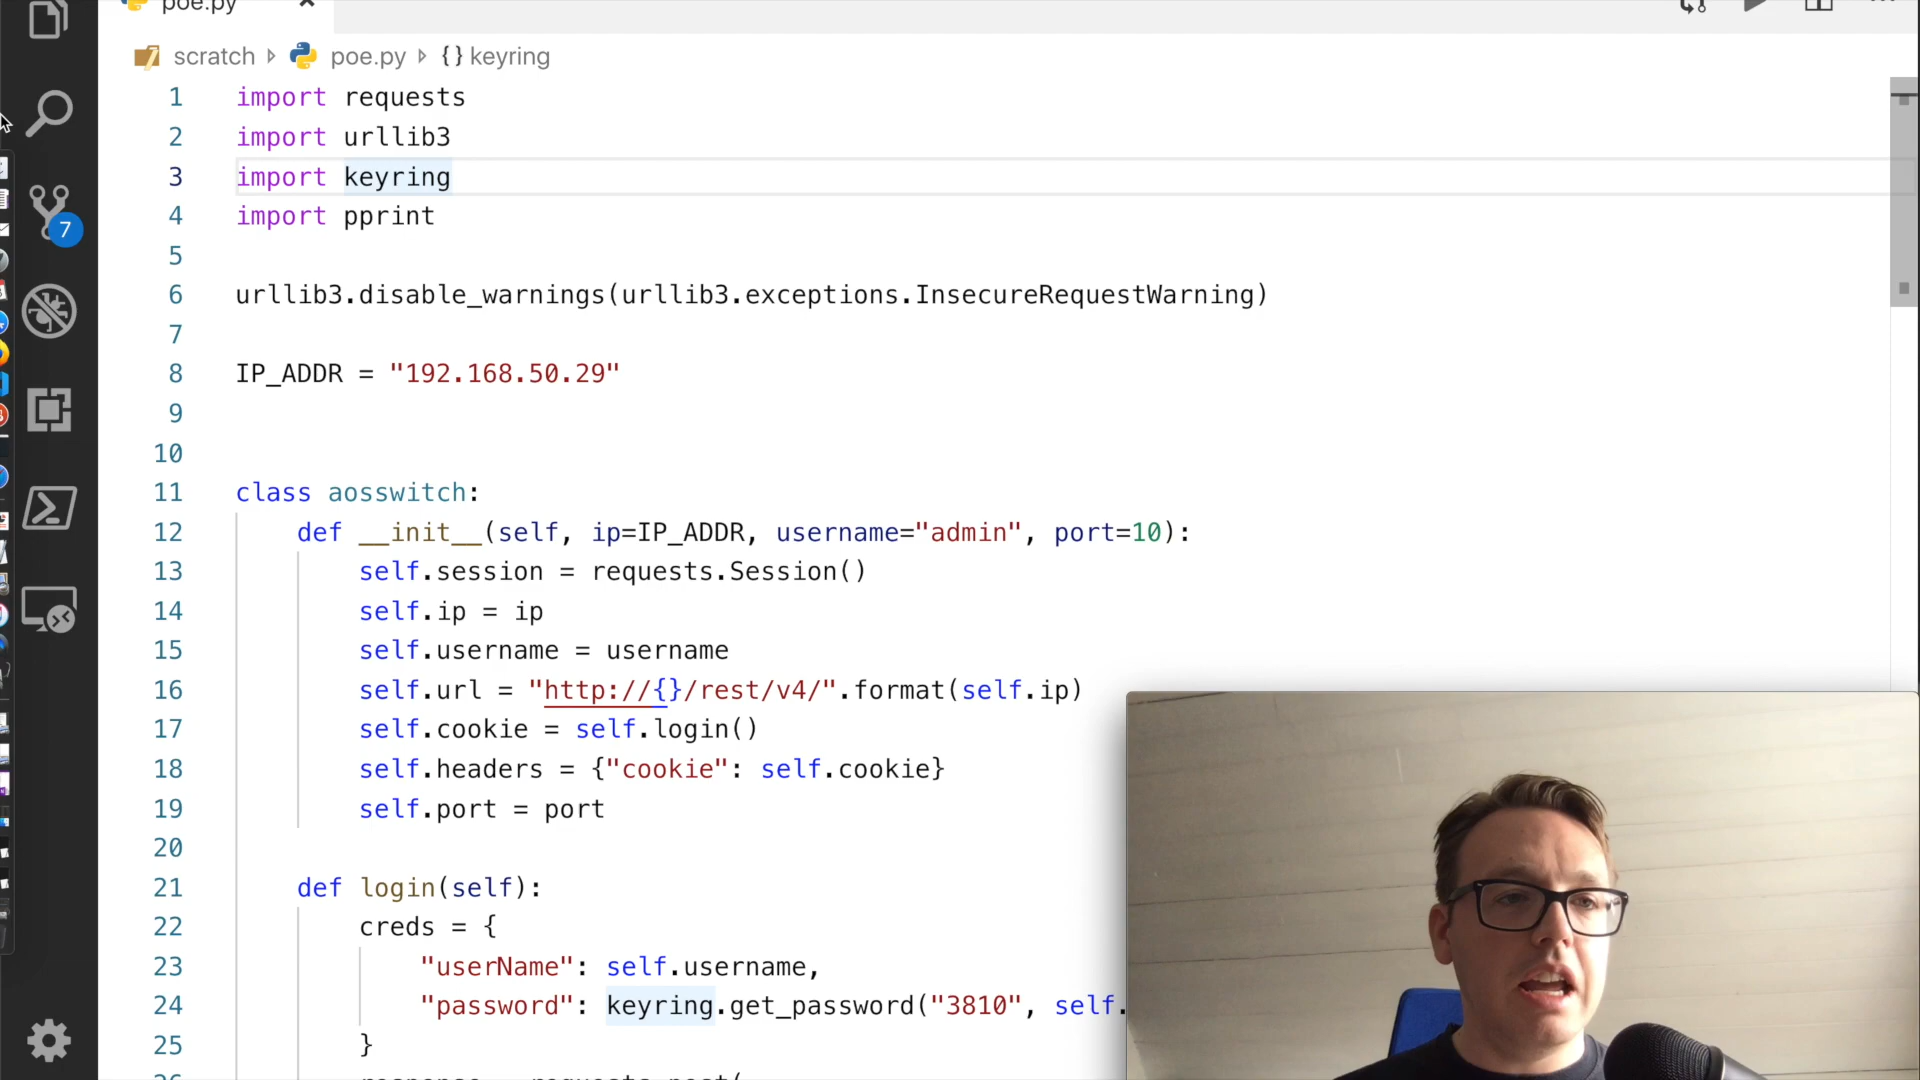 poe.py
scratch poe.py {} keyring
1 import requests
2 import urllib3
3 import keyring
4 import pprint
5
6 urllib3.disable_warnings(urllib3.exceptions.InsecureRequestWarning)
7
8 IP_ADDR = "192.168.50.29"
9
10
11 class aosswitch:
12 def __init__(self, ip=IP_ADDR, username="admin", port=10):
13 self.session = requests.Session()
14 self.ip = ip
15 self.username = username
16 self.url = "http://{}/rest/v4/".format(self.ip)
17 self.cookie = self.login()
18 self.headers = {"cookie": self.cookie}
19 self.port = port
20
21 def login(self):
22 creds = {
23 "userName": self.username,
24 "password": keyring.get_password("3810", self.
25 }
7